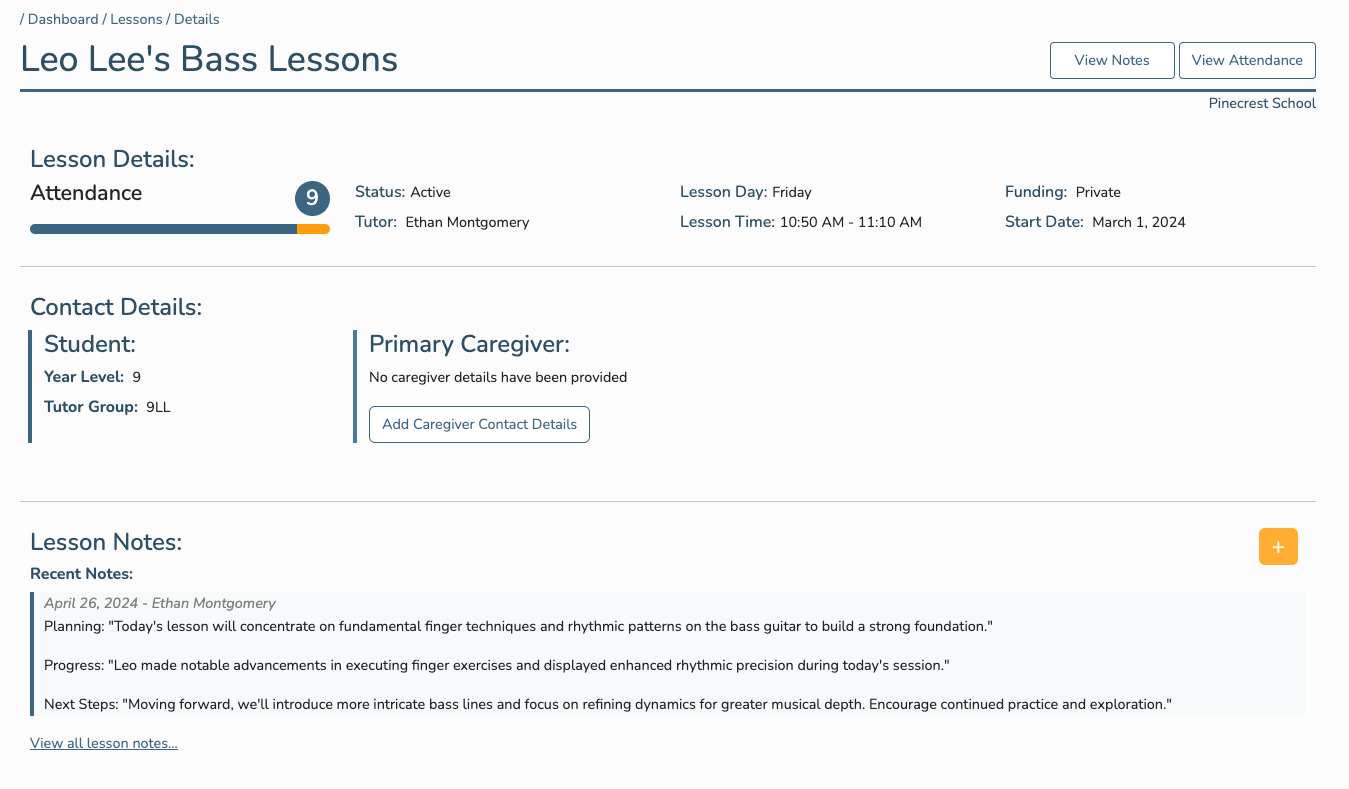 / Dashboard / Lessons / Details
Leo Lee's Bass Lessons
View Notes
View Attendance
Pinecrest School
Lesson Details:
Attendance
9
Status: Active
Lesson Day: Friday
Funding: Private
Tutor: Ethan Montgomery
Lesson Time: 10:50 AM - 11:10 AM
Start Date: March 1, 2024
Contact Details:
Student:
Year Level: 9
Tutor Group: 9LL
Primary Caregiver:
No caregiver details have been provided
Add Caregiver Contact Details
Lesson Notes:
+
Recent Notes:
April 26, 2024 - Ethan Montgomery
Planning: "Today's lesson will concentrate on fundamental finger techniques and rhythmic patterns on the bass guitar to build a strong foundation."
Progress: "Leo made notable advancements in executing finger exercises and displayed enhanced rhythmic precision during today's session."
Next Steps: "Moving forward, we'll introduce more intricate bass lines and focus on refining dynamics for greater musical depth. Encourage continued practice and exploration."
View all lesson notes...